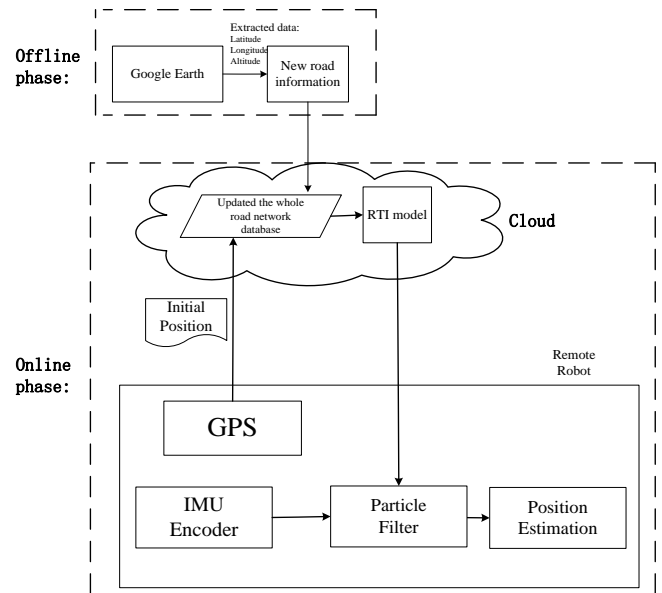 Offline
phase:
Google Earth
Extracted data:
Latitude
Longitude
Altitude
New road
information
Updated the whole
road network
database
RTI model
Cloud
Initial
Position
Online
phase:
Remote
Robot
GPS
IMU
Encoder
Particle
Filter
Position
Estimation